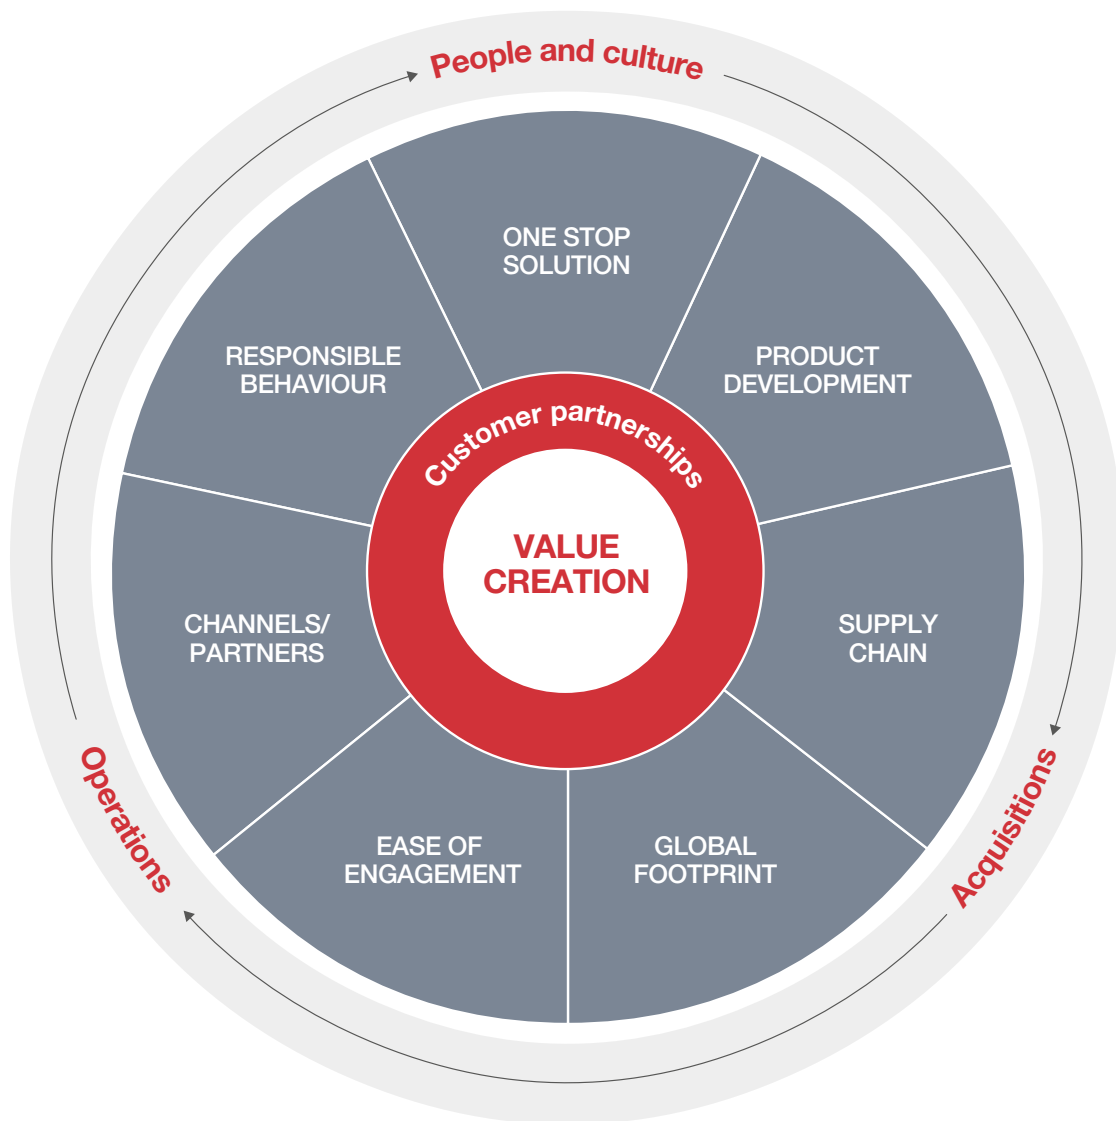 People and culture
ONE STOP
SOLUTION
RESPONSIBLE
BEHAVIOUR
PRODUCT
DEVELOPMENT
Customer partnerships
VALUE
CREATION
CHANNELS/
PARTNERS
SUPPLY
CHAIN
Operations
Acquisitions
EASE OF
ENGAGEMENT
GLOBAL
FOOTPRINT